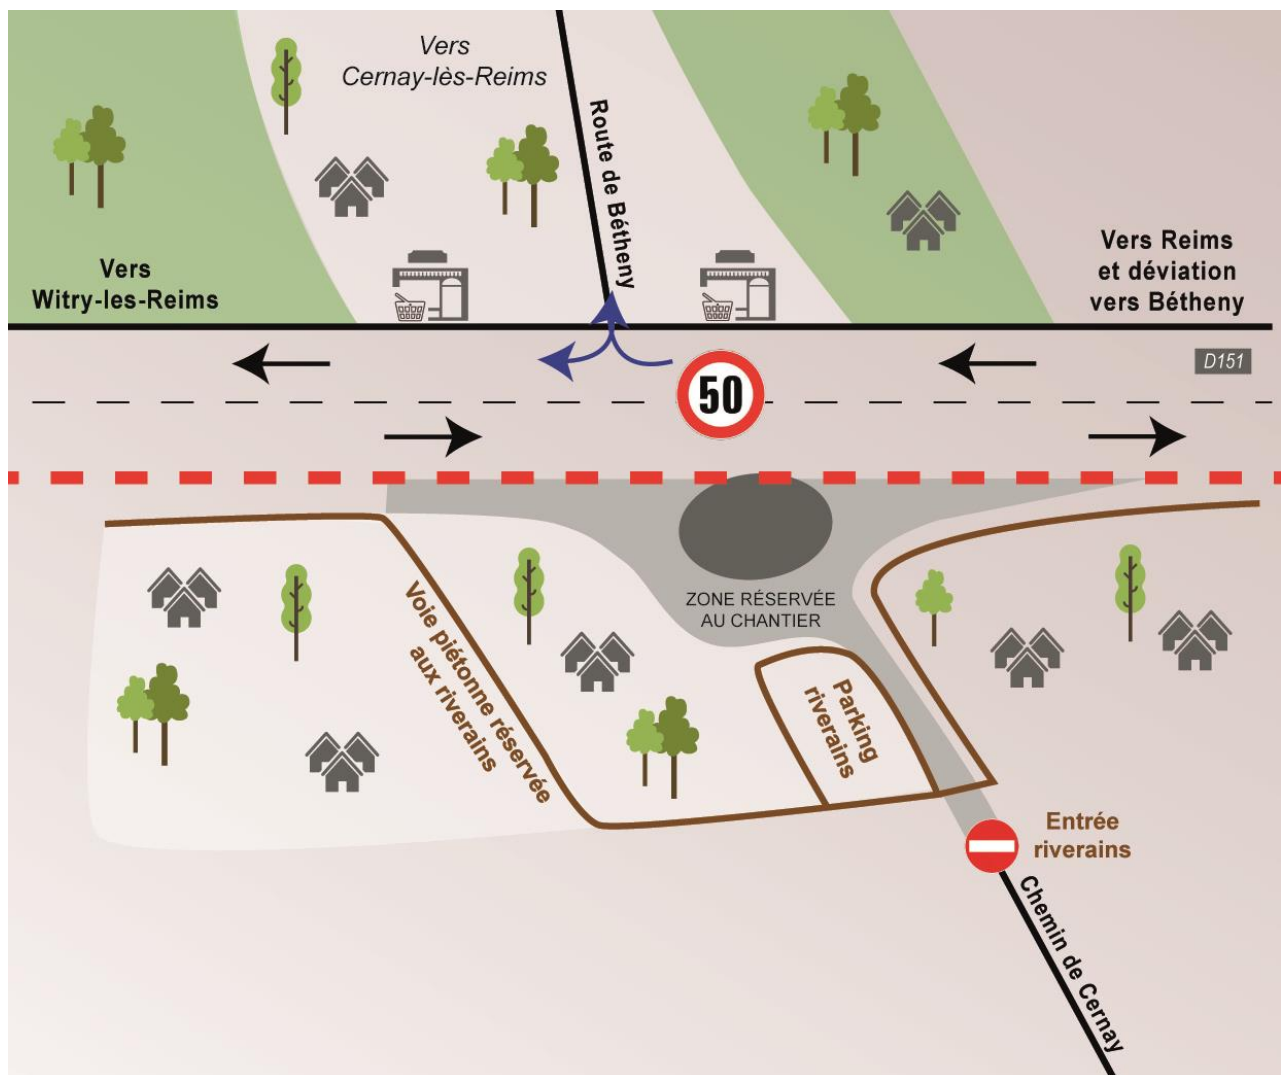 Vers
Cernay-lès-Reims
Route de Bétheny
Vers
Witry-les-Reims
Vers Reims
et déviation
vers Bétheny
D151
50
ZONE RÉSERVÉE
AU CHANTIER
Voie piétonne réservée
aux riverains
Parking
riverains
Entrée
riverains
Chemin de Cernay